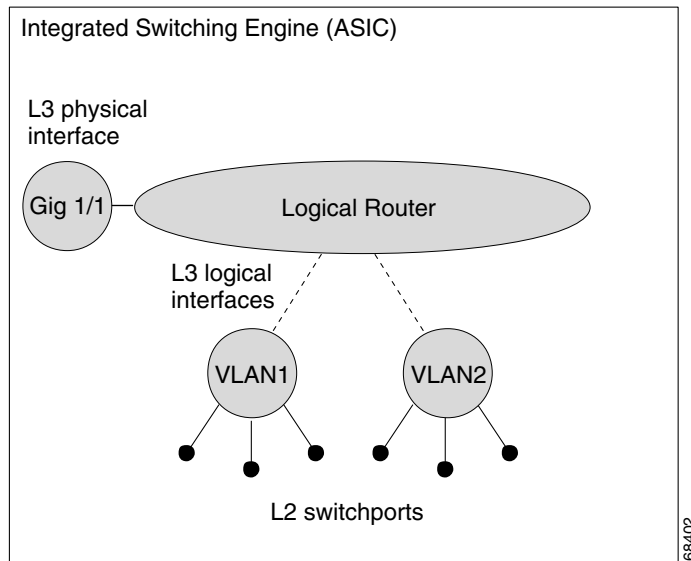 Integrated Switching Engine (ASIC)
L3 physical
interface
Gig 1/1
Logical Router
L3 logical
interfaces
VLAN1
VLAN2
L2 switchports
68402